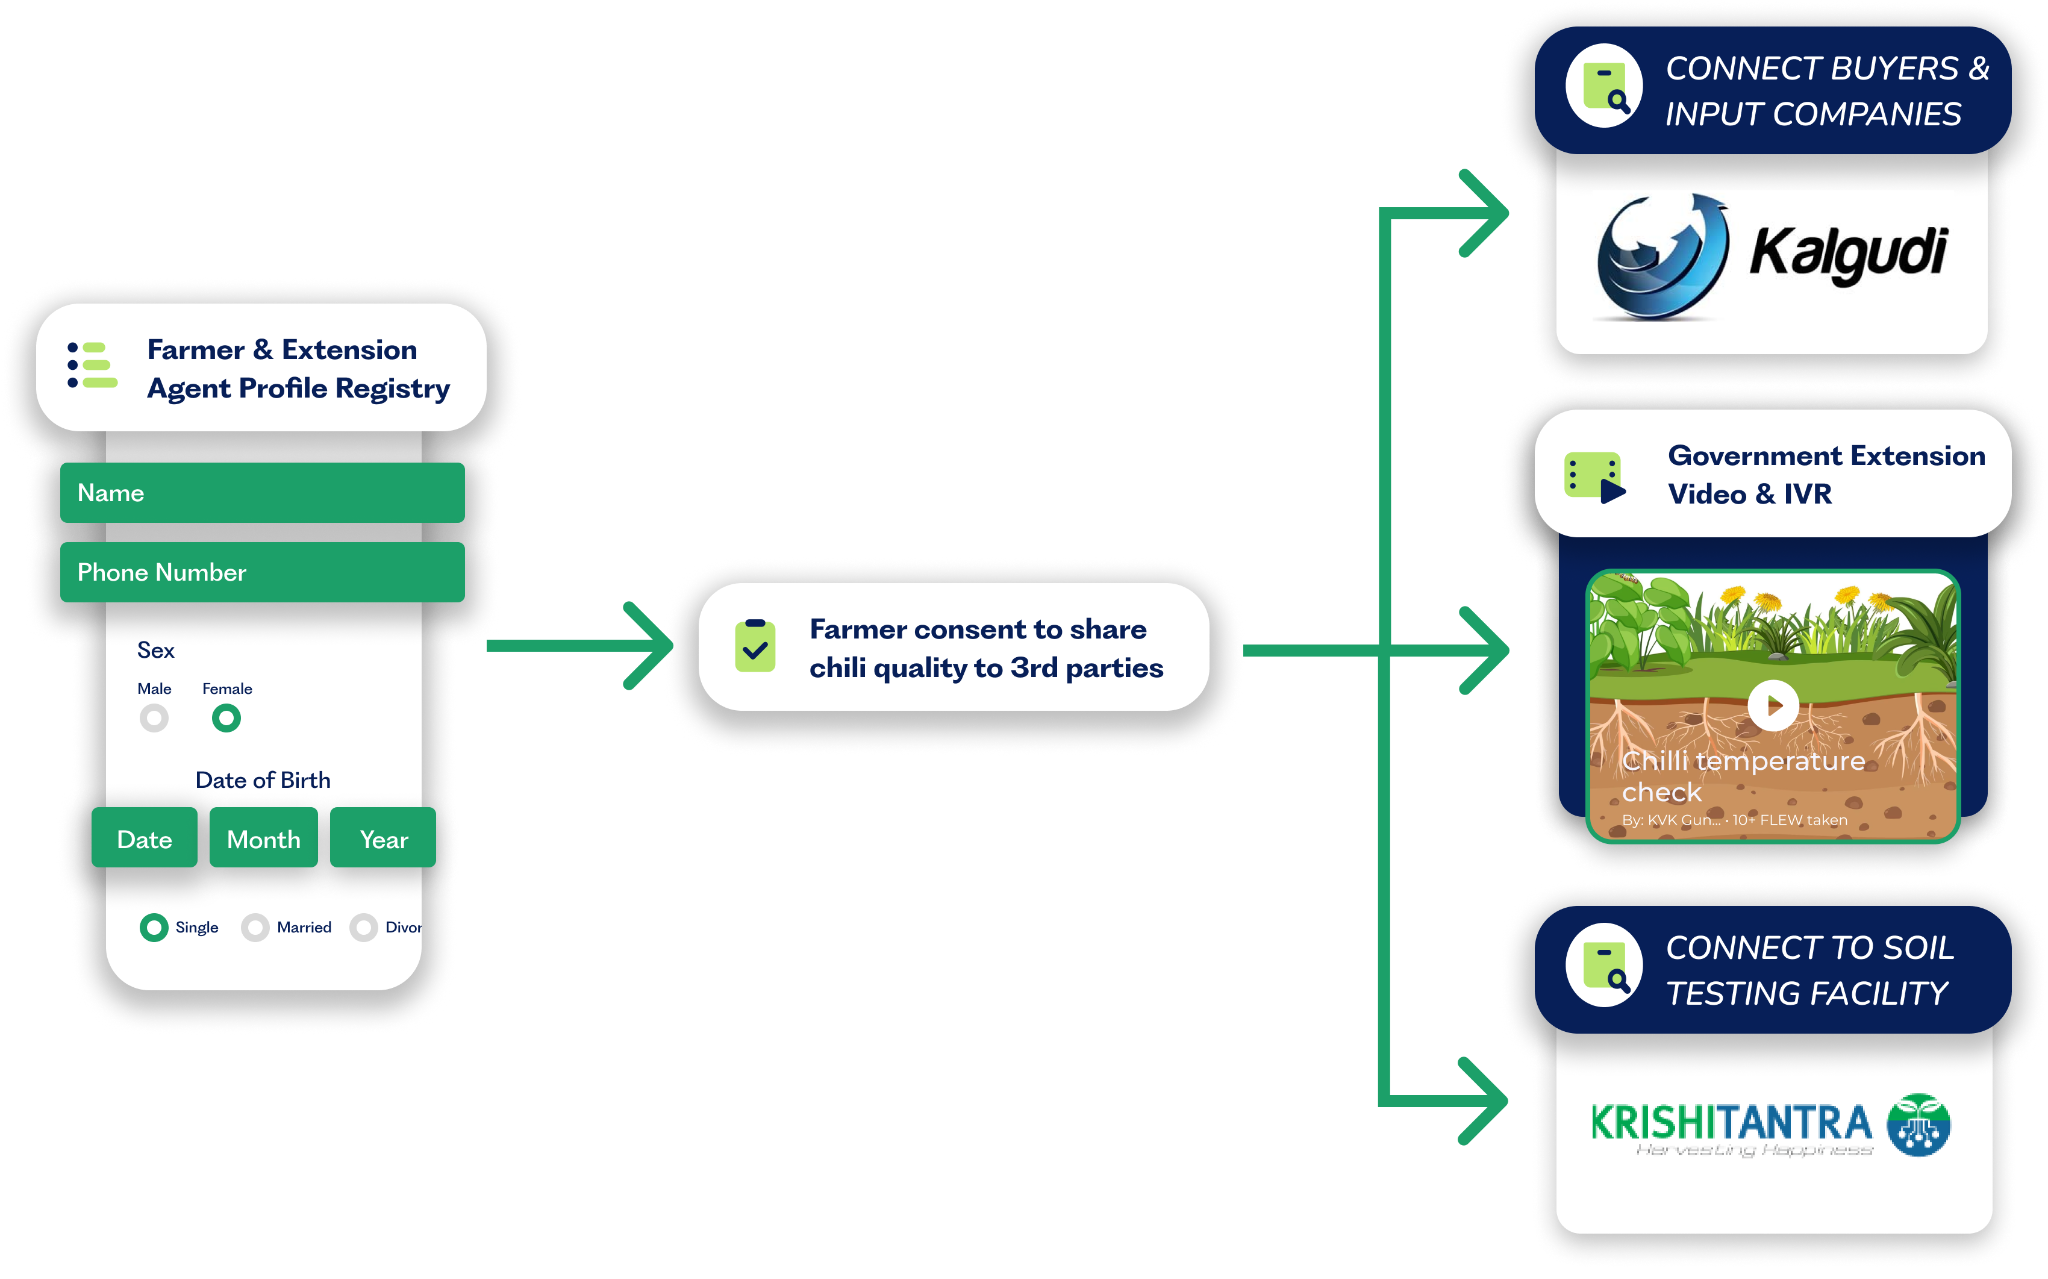 Farmer & Extension
Agent Profile Registry
Name
Phone Number
Sex
Male Female
Date of Birth
Date Month Year
Single Married Divor
Farmer consent to share
chili quality to 3rd parties
CONNECT BUYERS &
INPUT COMPANIES
Kalgudi
Government Extension
Video & IVR
Chilli temperature
check
By: KVK Gun... • 10+ FLEW taken
CONNECT TO SOIL
TESTING FACILITY
KRISHITANTRA
Harvesting Happiness